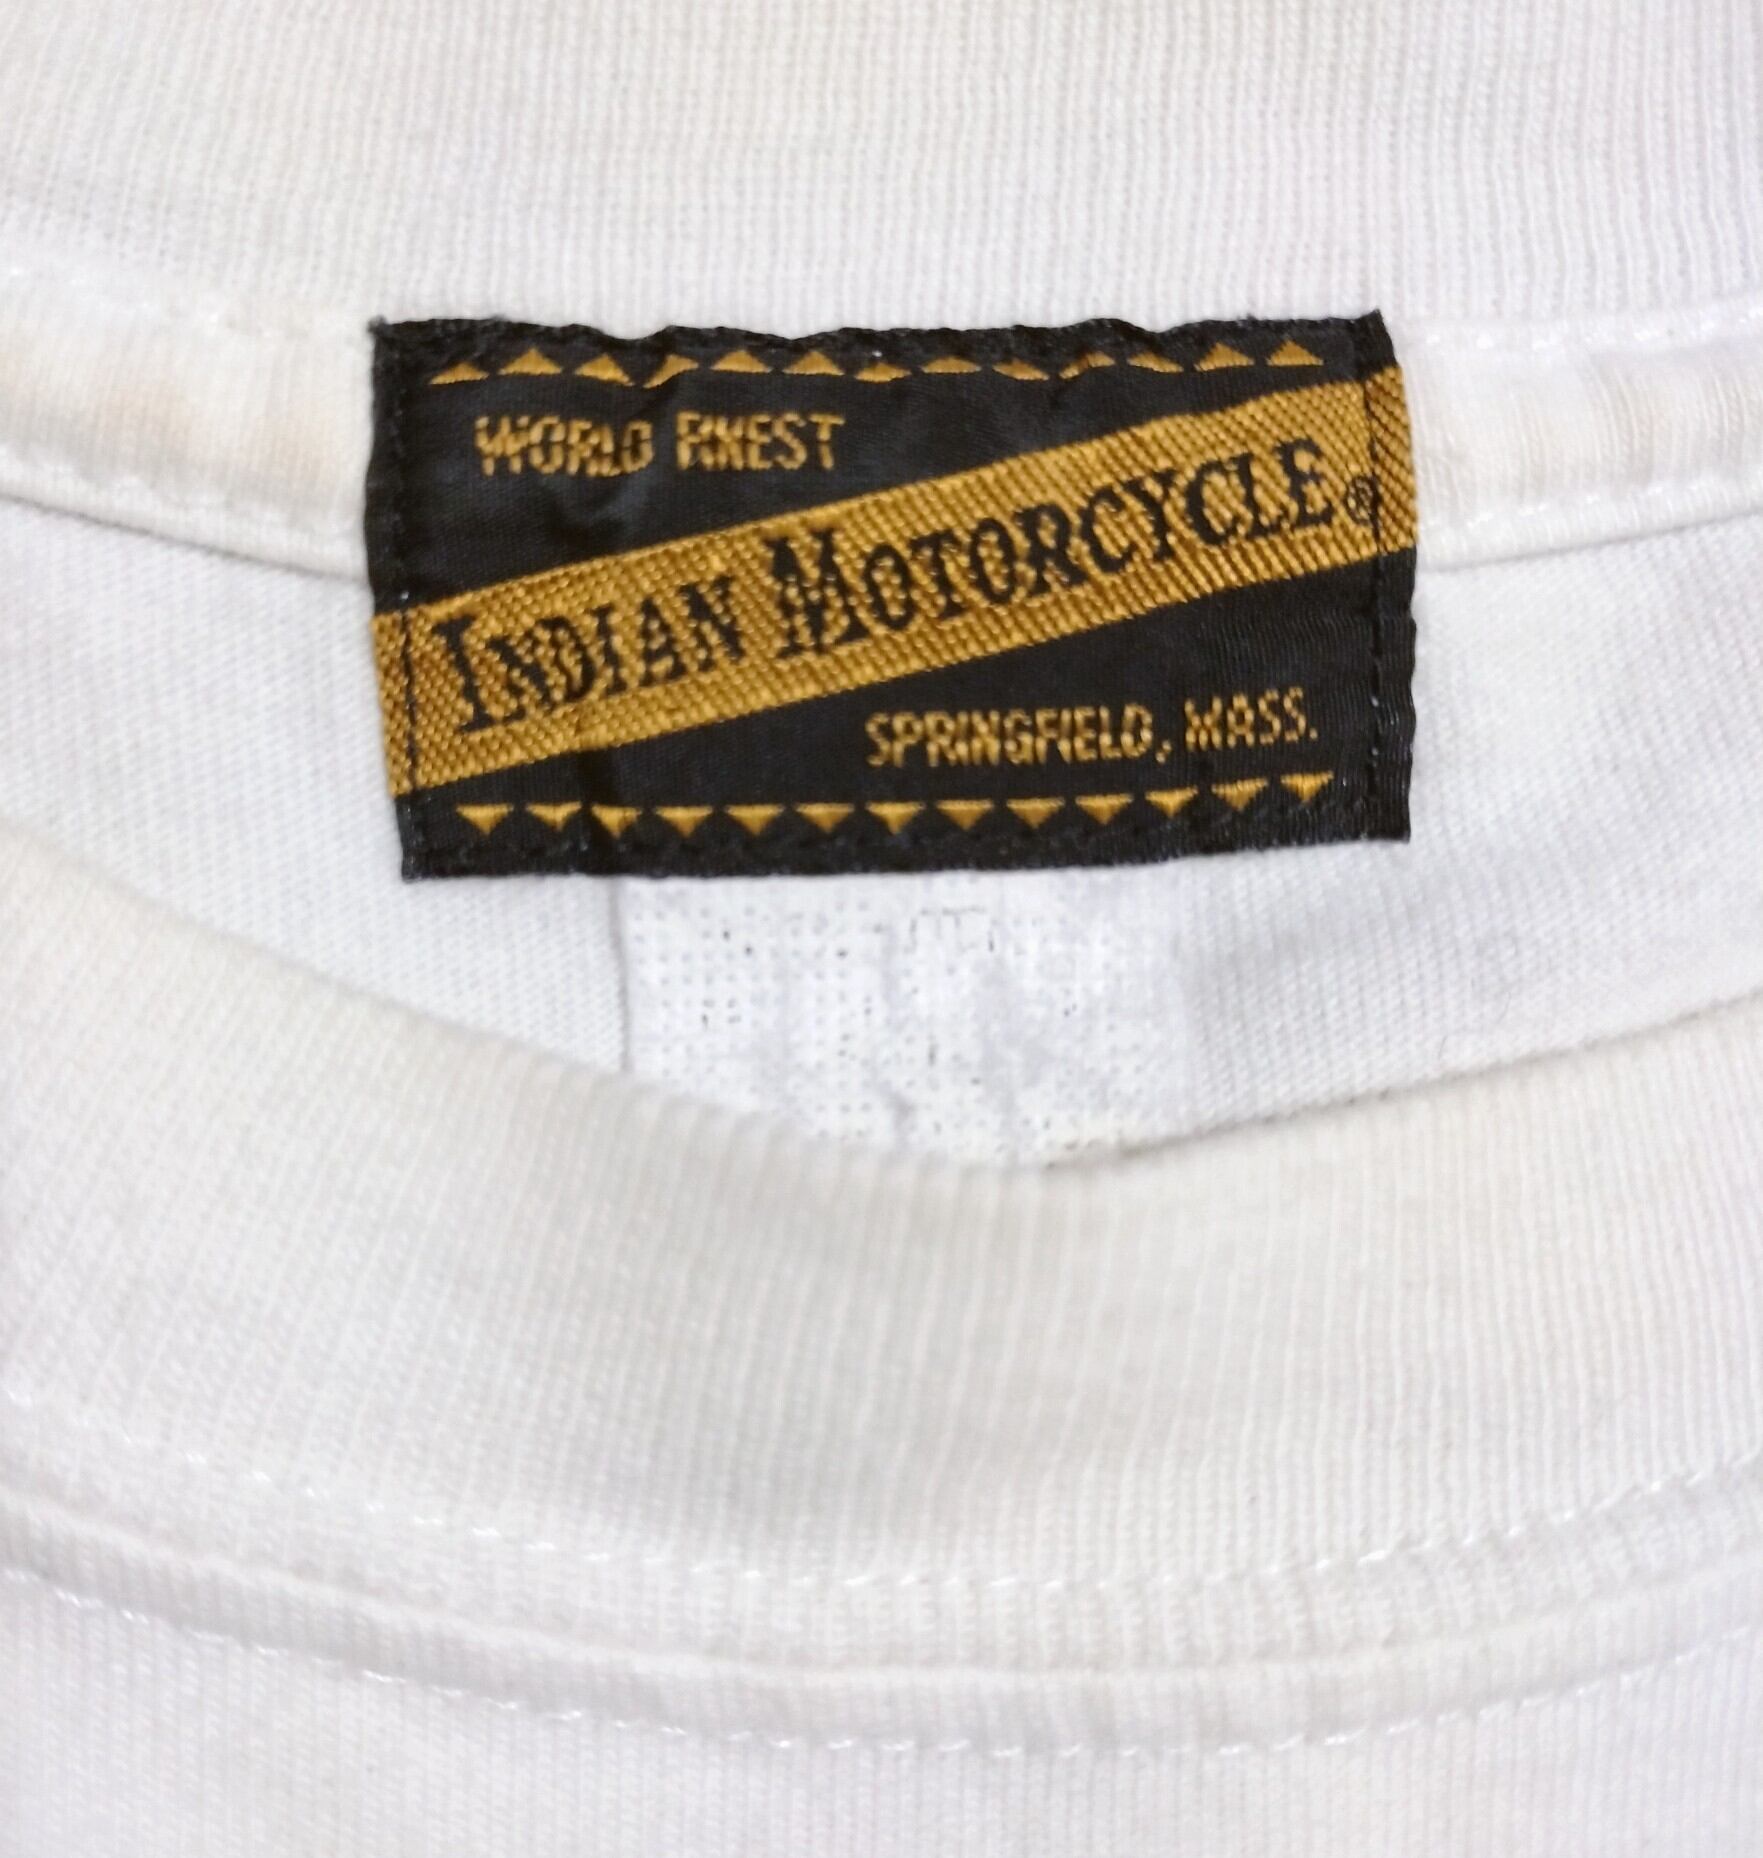 WORLD FINEST
INDIAN MOTORCYCLE®
SPRINGFIELD, MASS.